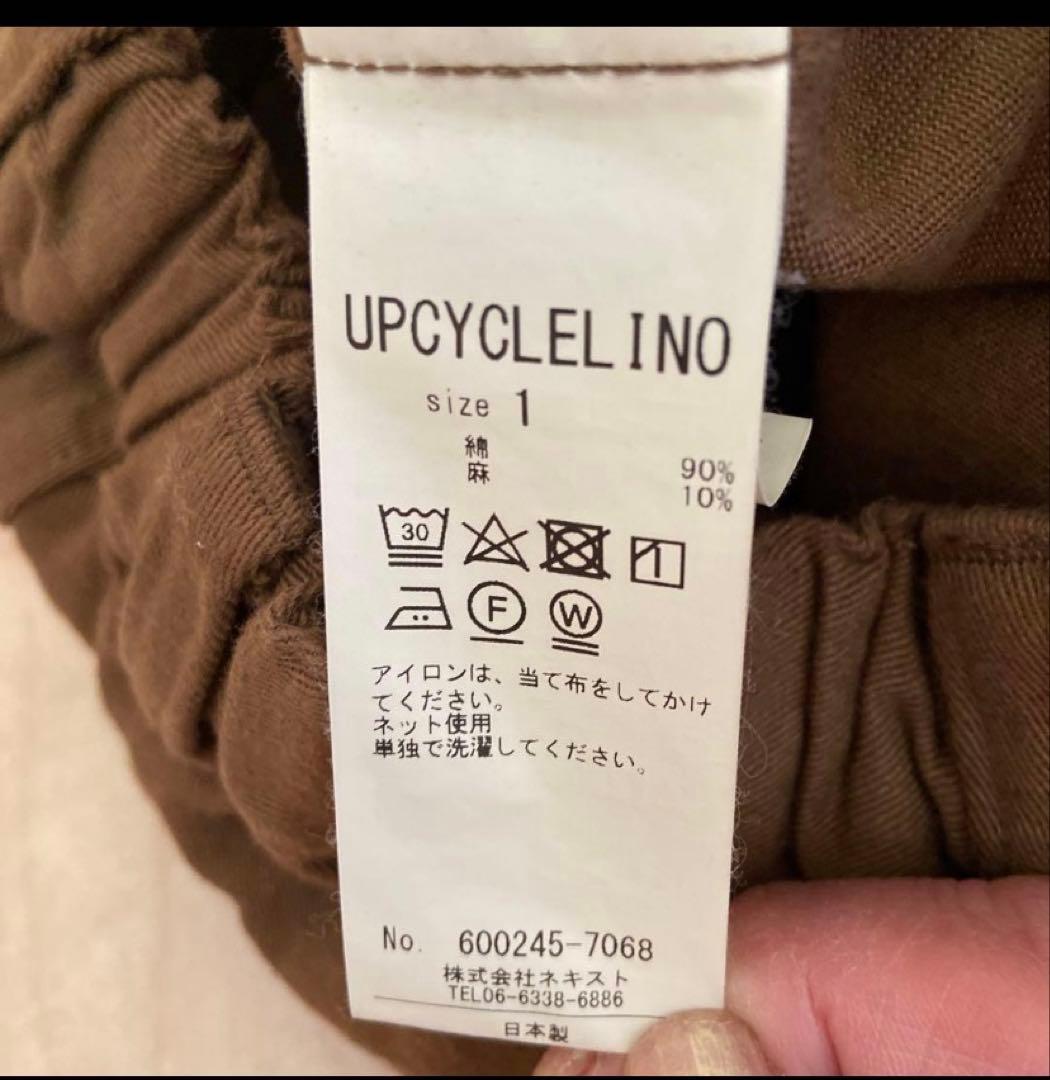 UPCYCLELINO
size 1
綿 90%
麻 10%
30
F W
アイロンは、当て布をしてかけ
てください。
ネット使用
単独で洗濯してください。
No. 600245-7068
株式会社ネキスト
TEL06-6338-6886
日本製